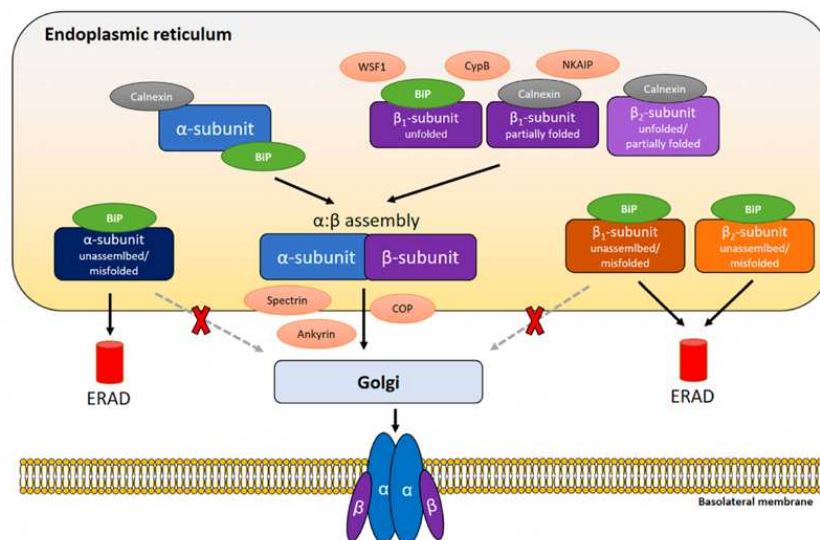 Endoplasmic reticulum
WSF1
CypB
NKAIP
Calnexin
α-subunit
BiP
BiP
β₁-subunit
unfolded
Calnexin
β₁-subunit
partially folded
Calnexin
β₂-subunit
unfolded/
partially folded
BiP
α-subunit
unassemlbed/
misfolded
α:β assembly
α-subunit
β-subunit
BiP
β₁-subunit
unassemlbed/
misfolded
BiP
β₂-subunit
unassemlbed/
misfolded
Spectrin
COP
Ankyrin
ERAD
Golgi
ERAD
β
α
α
β
Basolateral membrane